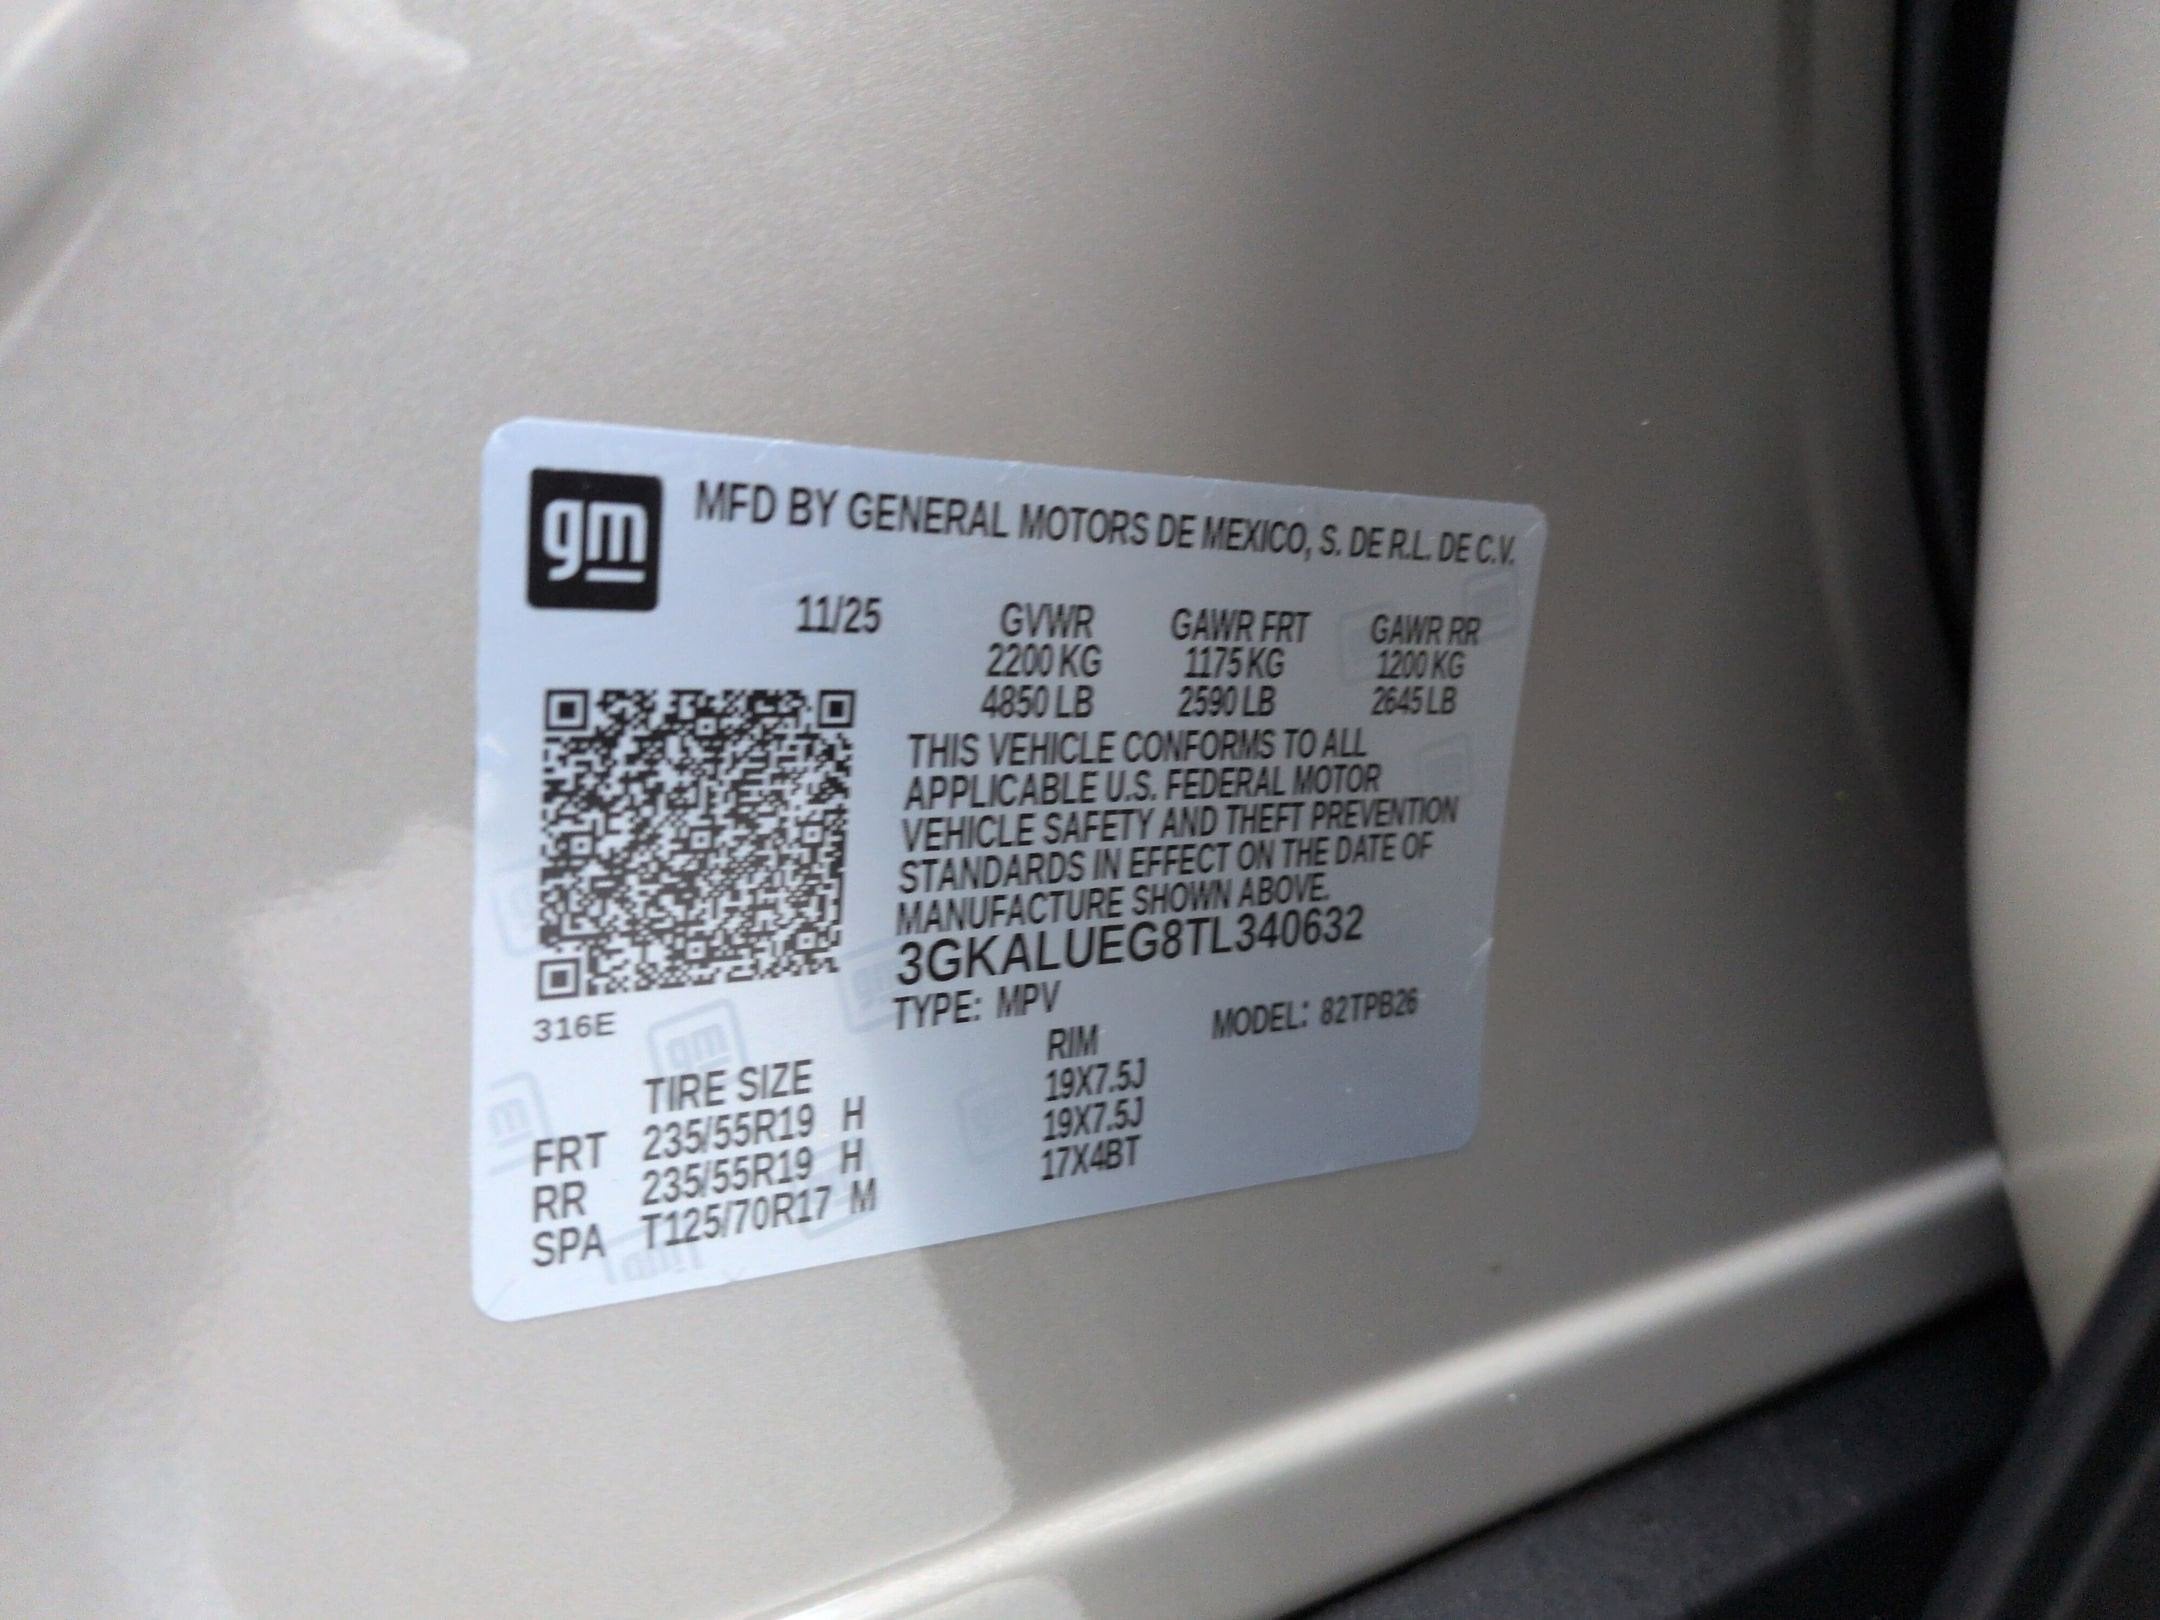 gm
MFD BY GENERAL MOTORS DE MEXICO, S. DE R.L. DE C.V.
11/25 GVWR GAWR FRT GAWR RR
2200 KG 1175 KG 1200 KG
4850 LB 2590 LB 2645 LB
THIS VEHICLE CONFORMS TO ALL
APPLICABLE U.S. FEDERAL MOTOR
VEHICLE SAFETY AND THEFT PREVENTION
STANDARDS IN EFFECT ON THE DATE OF
MANUFACTURE SHOWN ABOVE.
3GKALUEG8TL340632
TYPE: MPV MODEL: 82TPB26
316E
TIRE SIZE RIM
FRT 235/55R19 H 19X7.5J
RR 235/55R19 H 19X7.5J
SPA T125/70R17 M 17X4BT